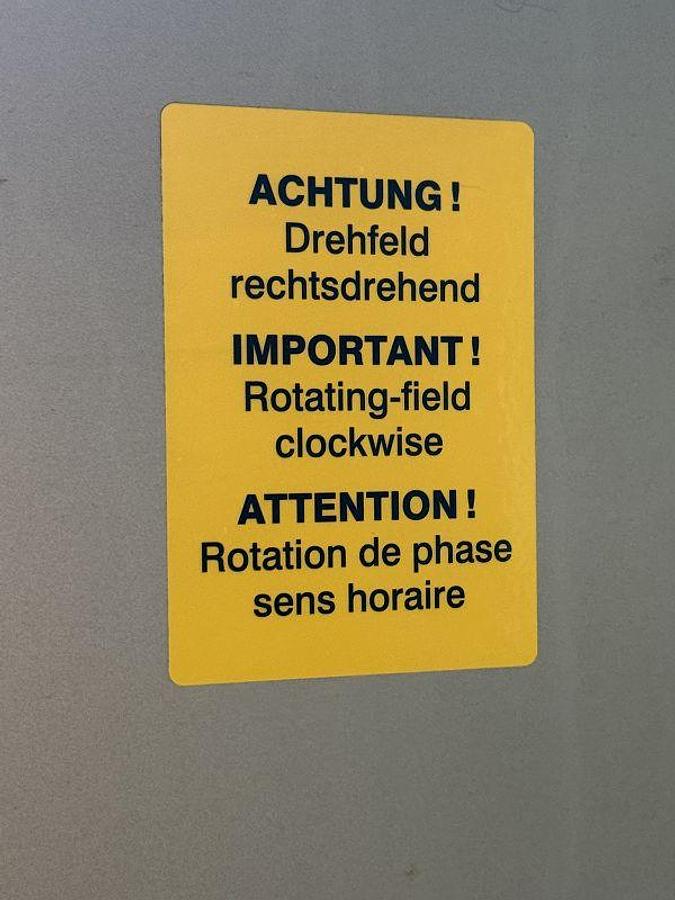 ACHTUNG !
Drehfeld
rechtsdrehend
IMPORTANT !
Rotating-field
clockwise
ATTENTION !
Rotation de phase
sens horaire